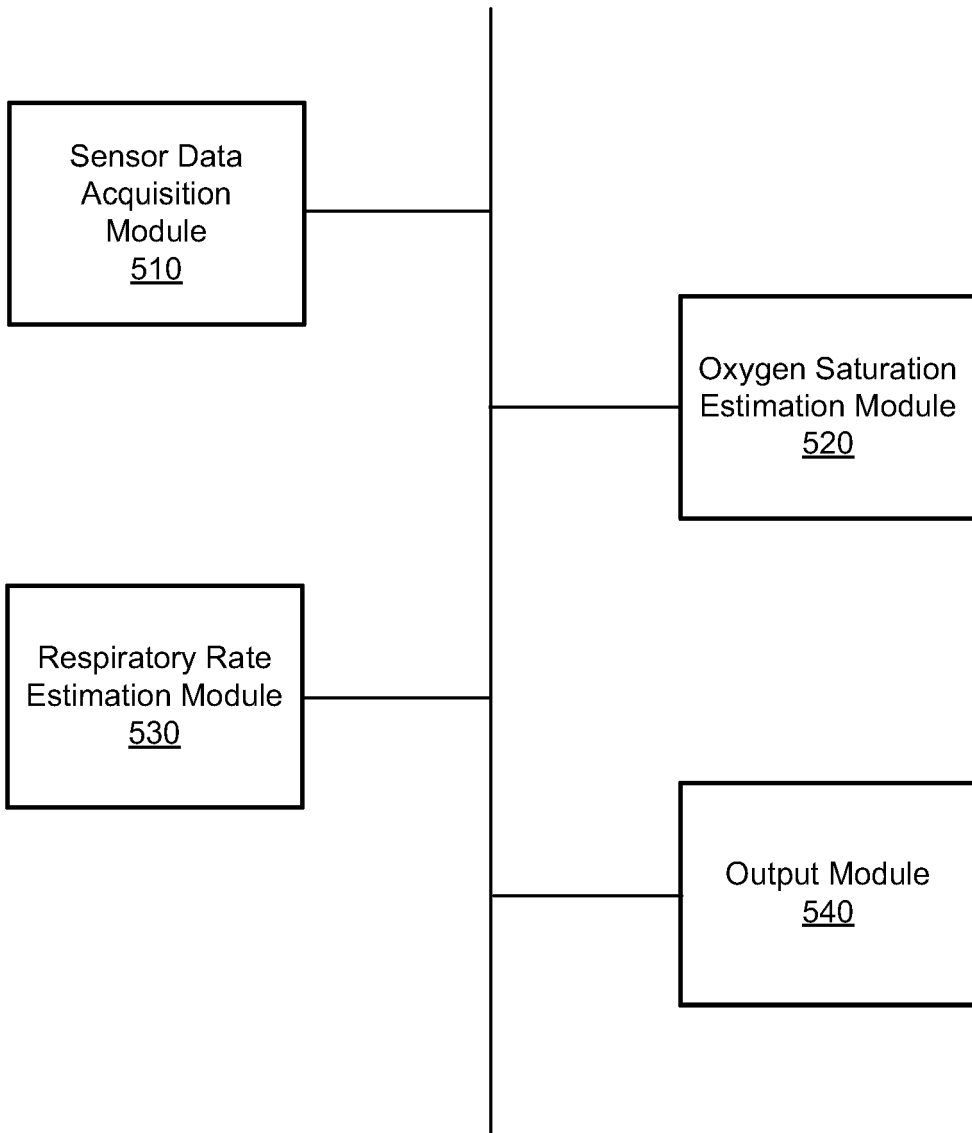 Sensor Data
Acquisition
Module
510
Oxygen Saturation
Estimation Module
520
Respiratory Rate
Estimation Module
530
Output Module
540